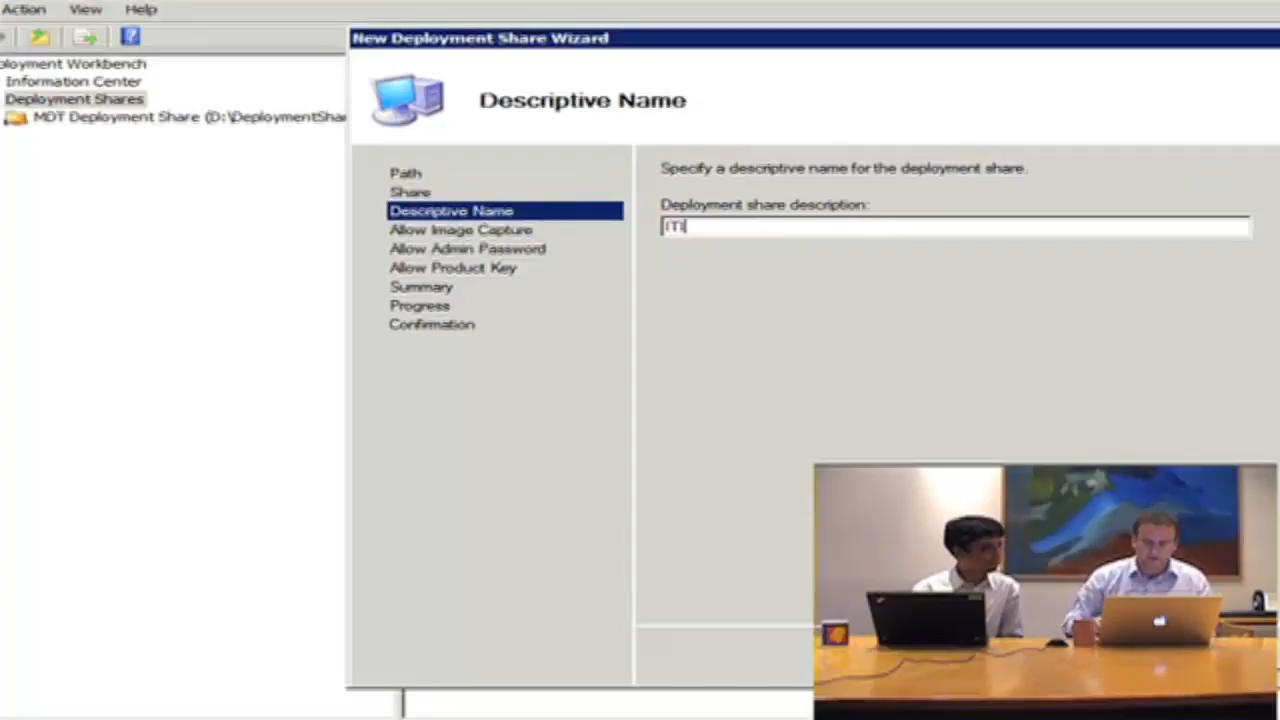 Action View Help
ployment Workbench
Information Center
Deployment Shares
MDT Deployment Share (D:\DeploymentShar
New Deployment Share Wizard
Descriptive Name
Path
Share
Descriptive Name
Allow Image Capture
Allow Admin Password
Allow Product Key
Summary
Progress
Confirmation
Specify a descriptive name for the deployment share.
Deployment share description: